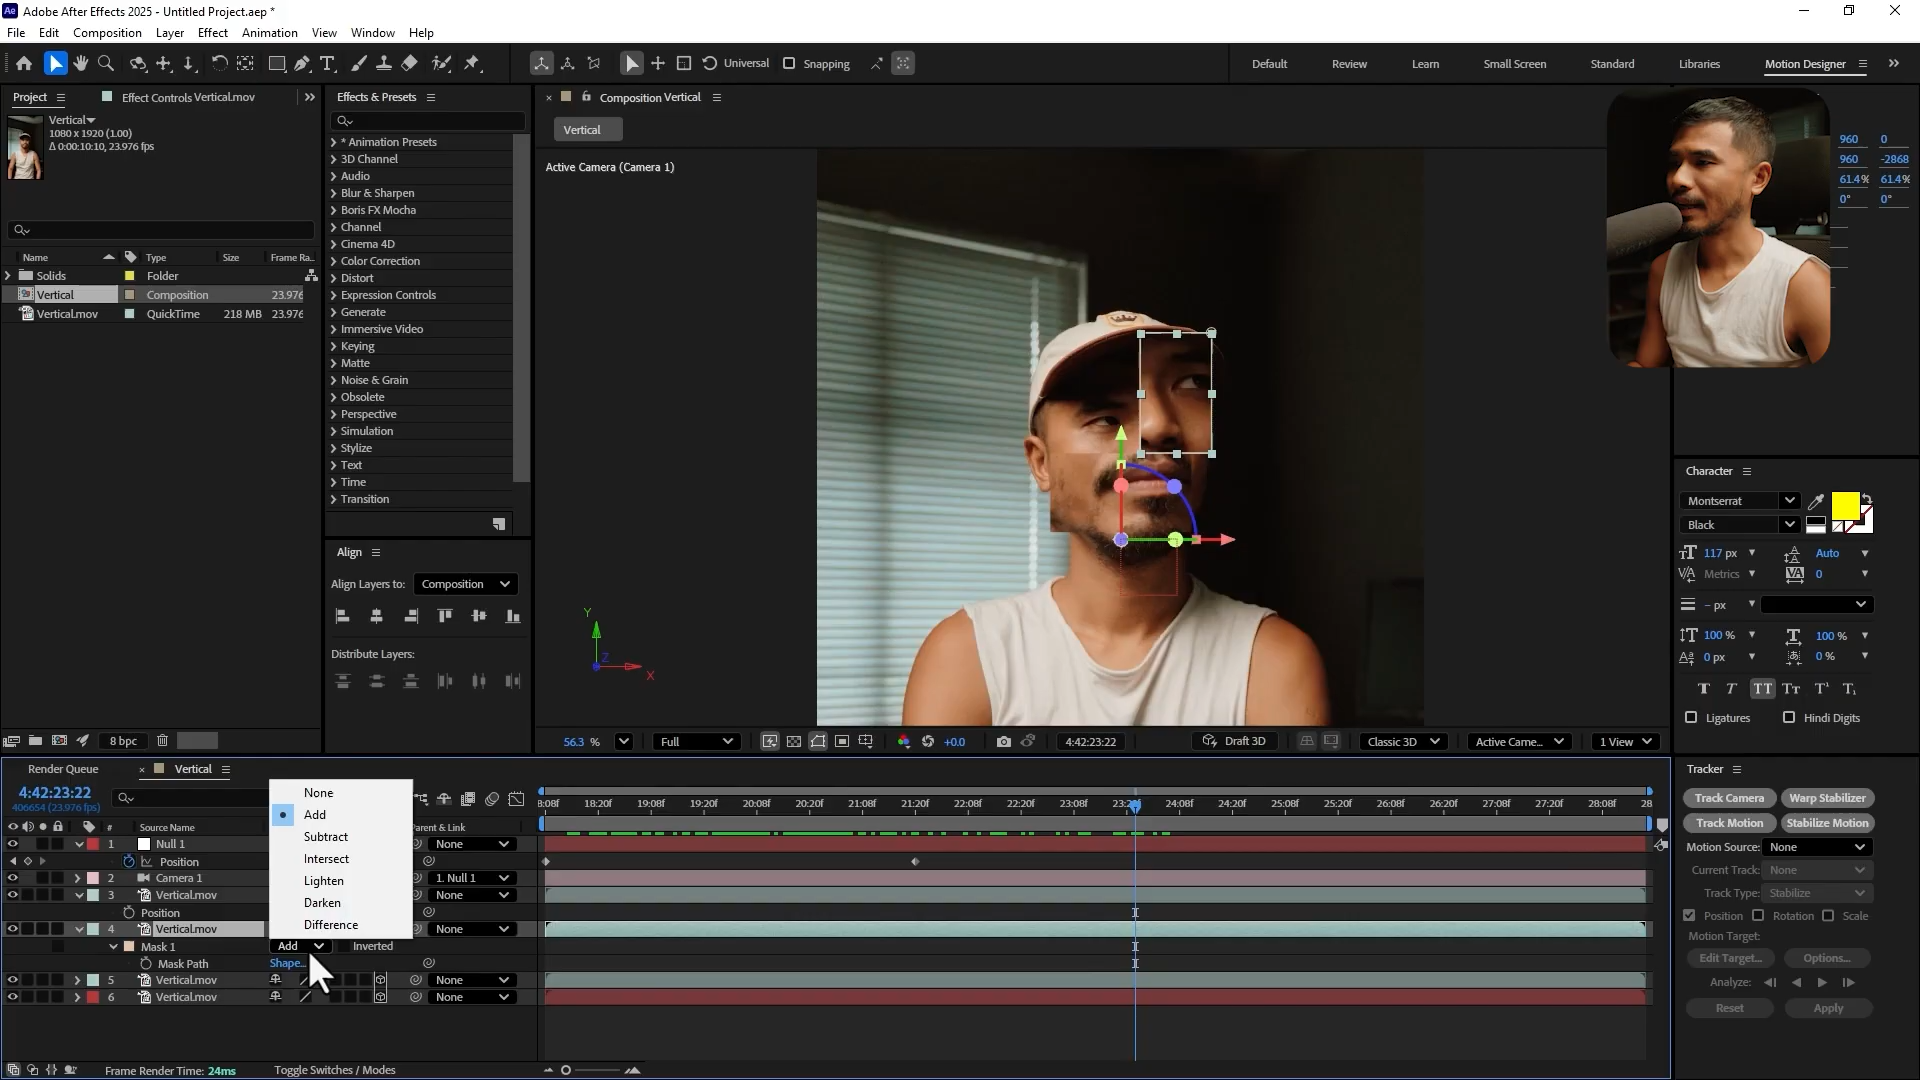 Adobe After Effects 2025 - Untitled Project.aep *
File Edit Composition Layer Effect Animation View Window Help
Universal Snapping
Default Review Learn Small Screen Standard Libraries Motion Designer
Project Effect Controls Vertical.mov
Vertical
1080 x 1920 (1.00)
Δ 0:00:10:10, 23.976 fps
Name Type Size Frame Ra..
Solids Folder
Vertical Composition 23.976
Vertical.mov QuickTime 218 MB 23.976
8 bpc
Effects & Presets
* Animation Presets
3D Channel
Audio
Blur & Sharpen
Boris FX Mocha
Channel
Cinema 4D
Color Correction
Distort
Expression Controls
Generate
Immersive Video
Keying
Matte
Noise & Grain
Obsolete
Perspective
Simulation
Stylize
Text
Time
Transition
Align
Align Layers to: Composition
Distribute Layers:
Composition Vertical
Vertical
Active Camera (Camera 1)
Y
Z
X
56.3 % Full +0.0 4:42:23:22 Draft 3D Classic 3D Active Came... 1 View
960 0
960 -2868
61.4% 61.4%
0° 0°
Character
Montserrat
Black
117 px Auto
Metrics 0
- px
100 % 100 %
0 px 0 %
Ligatures Hindi Digits
Render Queue Vertical
4:42:23:22
406654 (23.976 fps)
# Source Name Parent & Link
3:08f 18:20f 19:08f 19:20f 20:08f 20:20f 21:08f 21:20f 22:08f 22:20f 23:08f 23:20f 24:08f 24:20f 25:08f 25:20f 26:08f 26:20f 27:08f 27:20f 28:08f 28
1 Null 1 None
Position
2 Camera 1 1. Null 1
3 Vertical.mov None
Position
4 Vertical.mov None
Mask 1 Add Inverted
Mask Path Shape...
5 Vertical.mov None
6 Vertical.mov None
None
Add
Subtract
Intersect
Lighten
Darken
Difference
Frame Render Time: 24ms Toggle Switches / Modes
Tracker
Track Camera Warp Stabilizer
Track Motion Stabilize Motion
Motion Source: None
Current Track: None
Track Type: Stabilize
Position Rotation Scale
Motion Target:
Edit Target... Options...
Analyze:
Reset Apply